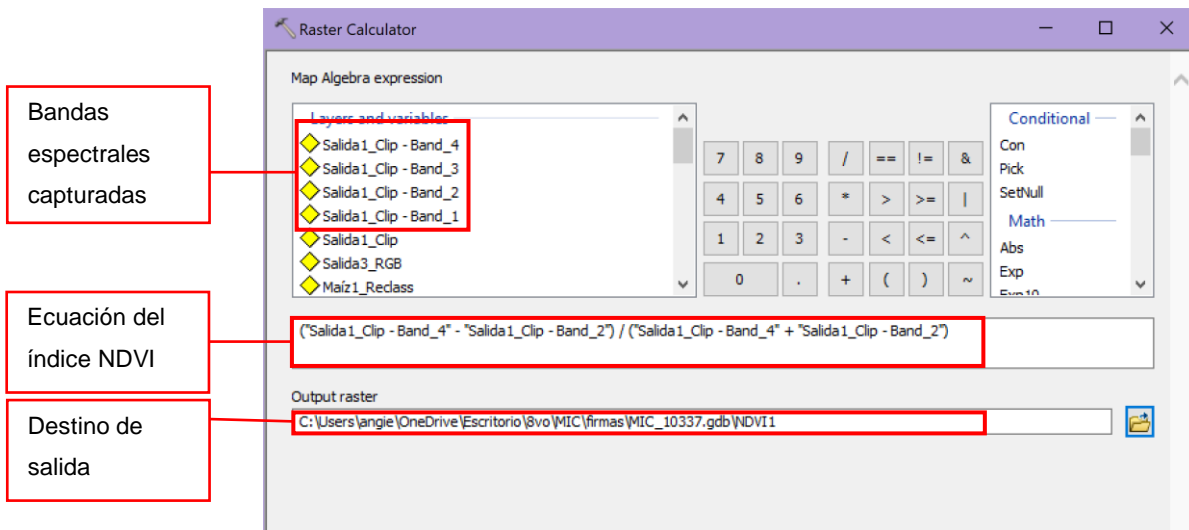 Raster Calculator
Map Algebra expression
Bandas
espectrales
capturadas
Layers and variables
Salida1_Clip - Band_4
Salida1_Clip - Band_3
Salida1_Clip - Band_2
Salida1_Clip - Band_1
Salida1_Clip
Salida3_RGB
Maíz1_Reclass
7 8 9 / == != &
4 5 6 * > >= |
1 2 3 - < <= ^
0 . + ( ) ~
Conditional
Con
Pick
SetNull
Math
Abs
Exp
Exp10
Ecuación del
índice NDVI
("Salida1_Clip - Band_4" - "Salida1_Clip - Band_2") / ("Salida1_Clip - Band_4" + "Salida1_Clip - Band_2")
Output raster
Destino de
salida
C:\Users\angie\OneDrive\Escritorio\8vo\MIC\firmas\MIC_10337.gdb\NDVI1